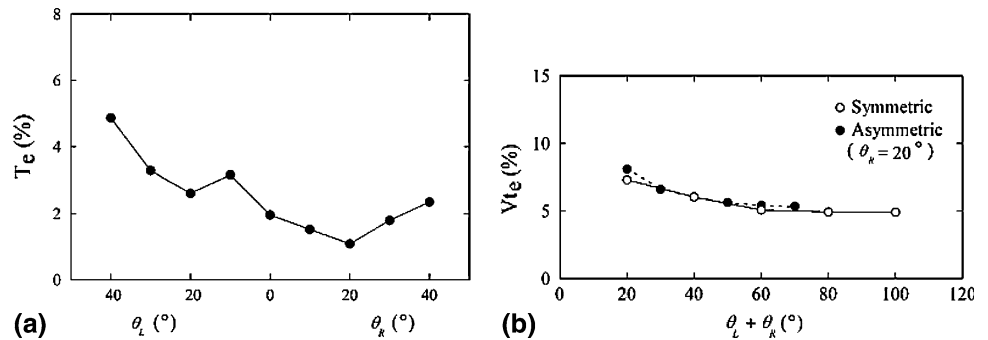 8
6
4
2
0
Te (%)
40 20 0 20 40
θL (°) θR (°)
(a)
15
10
5
0
Vte (%)
Symmetric
Asymmetric
( θR = 20° )
0 20 40 60 80 100 120
θL + θR (°)
(b)